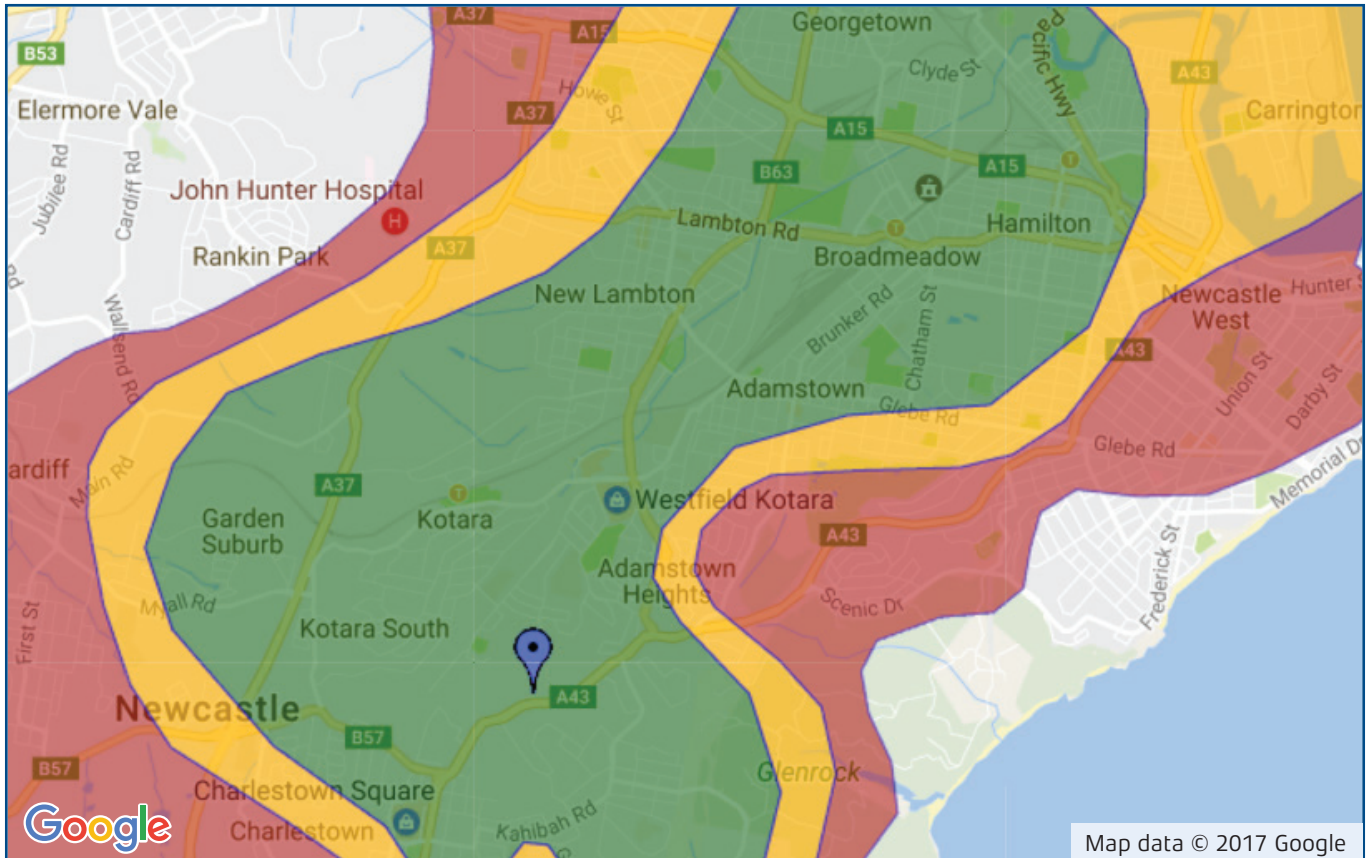 A37
A15
Georgetown
Pacific Hwy
B53
Clyde St
A43
Elermore Vale
Howe St
A37
Carrington
A15
Jubilee Rd
Cardiff Rd
B63
A15
John Hunter Hospital
H
Lambton Rd
Hamilton
Rankin Park
A37
Broadmeadow
New Lambton
Newcastle
West
Hunter S
Wallsend Rd
Brunker Rd
Chatham St
A43
Adamstown
Union St
Darby St
Glebe Rd
Glebe Rd
ardiff
Main Rd
A37
Memorial Dr
Westfield Kotara
Garden
Suburb
Kotara
A43
Frederick St
Adamstown
Heights
Myall Rd
Scenic Dr
First St
Kotara South
A43
Newcastle
B57
B57
Glenrock
Charlestown Square
Charlestown
Kahibah Rd
Google
Map data © 2017 Google